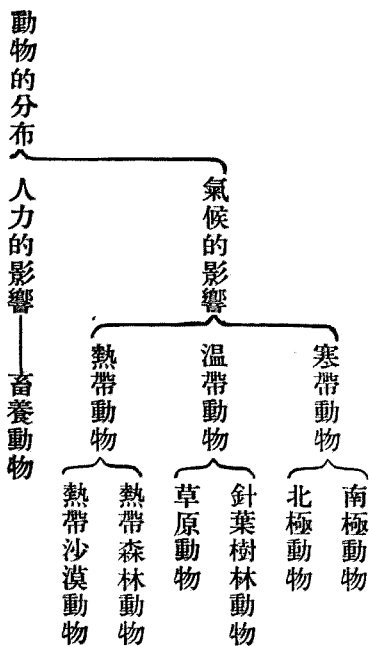 動物的分布
氣候的影響
寒帶動物
南極動物
北極動物
温帶動物
針葉樹林動物
草原動物
熱帶動物
熱帶森林動物
熱帶沙漠動物
人力的影響
畜養動物